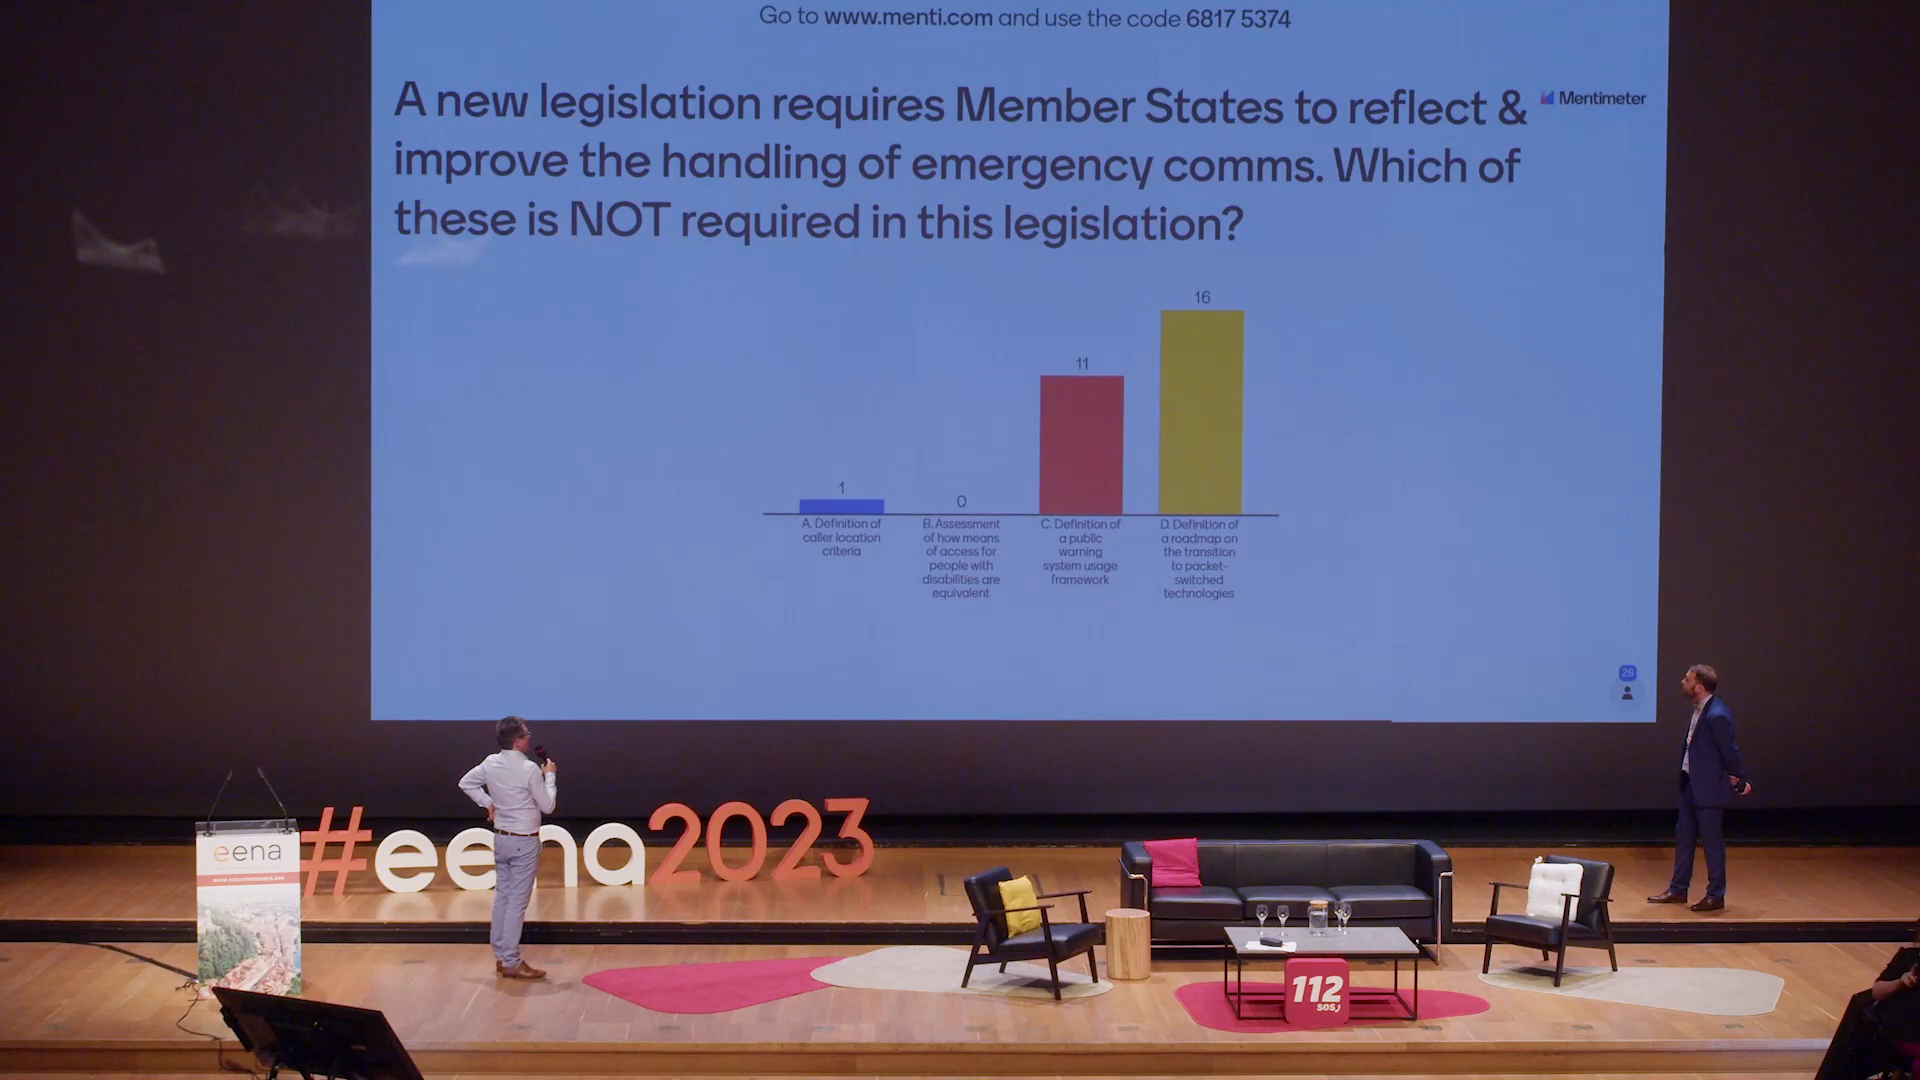 Go to www.menti.com and use the code 6817 5374
A new legislation requires Member States to reflect &
improve the handling of emergency comms. Which of
these is NOT required in this legislation?
Mentimeter
1
0
11
16
A. Definition of
caller location
criteria
B. Assessment
of how means
of access for
people with
disabilities are
equivalent
C. Definition of
a public
warning
system usage
framework
D. Definition of
a roadmap on
the transition
to packet-
switched
technologies
28
eena
#eena2023
112
SOS